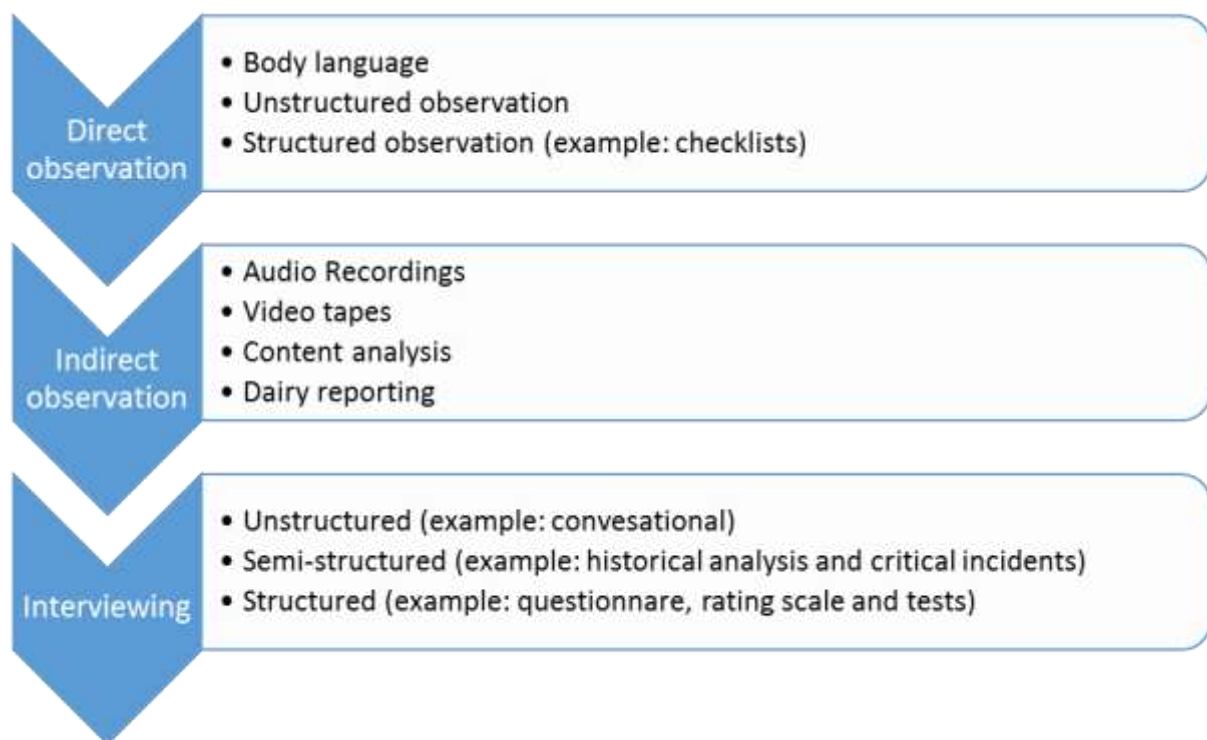 Direct
observation
• Body language
• Unstructured observation
• Structured observation (example: checklists)
Indirect
observation
• Audio Recordings
• Video tapes
• Content analysis
• Dairy reporting
Interviewing
• Unstructured (example: convesational)
• Semi-structured (example: historical analysis and critical incidents)
• Structured (example: questionnare, rating scale and tests)